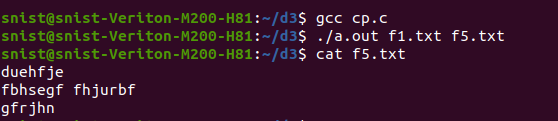 snist@snist-Veriton-M200-H81:~/d3$ gcc cp.c
snist@snist-Veriton-M200-H81:~/d3$ ./a.out f1.txt f5.txt
snist@snist-Veriton-M200-H81:~/d3$ cat f5.txt
duehfje
fbhsegf fhjurbf
gfrjhn